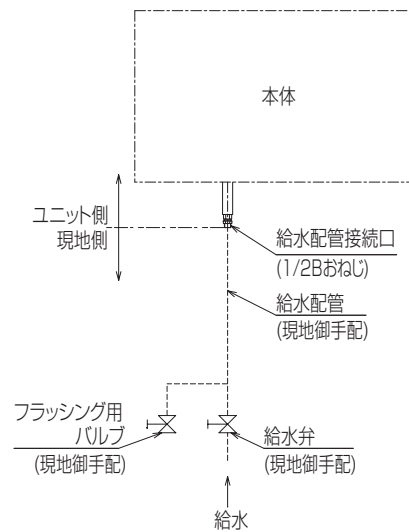 本体
ユニット側
現地側
給水配管接続口
(1/2Bおねじ)
給水配管
(現地御手配)
フラッシング用
バルブ
(現地御手配)
給水弁
(現地御手配)
給水